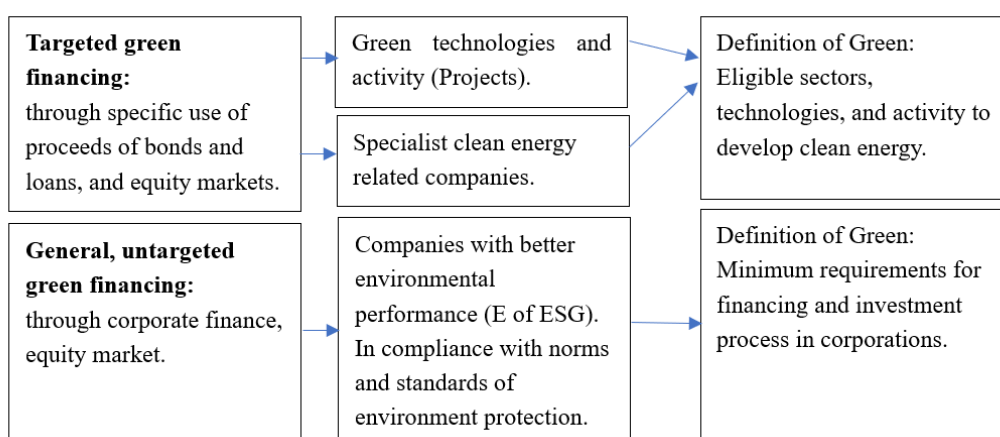 Targeted green
financing:
through specific use of
proceeds of bonds and
loans, and equity markets.
Green technologies and
activity (Projects).
Specialist clean energy
related companies.
Definition of Green:
Eligible sectors,
technologies, and activity to
develop clean energy.
General, untargeted
green financing:
through corporate finance,
equity market.
Companies with better
environmental
performance (E of ESG).
In compliance with norms
and standards of
environment protection.
Definition of Green:
Minimum requirements for
financing and investment
process in corporations.